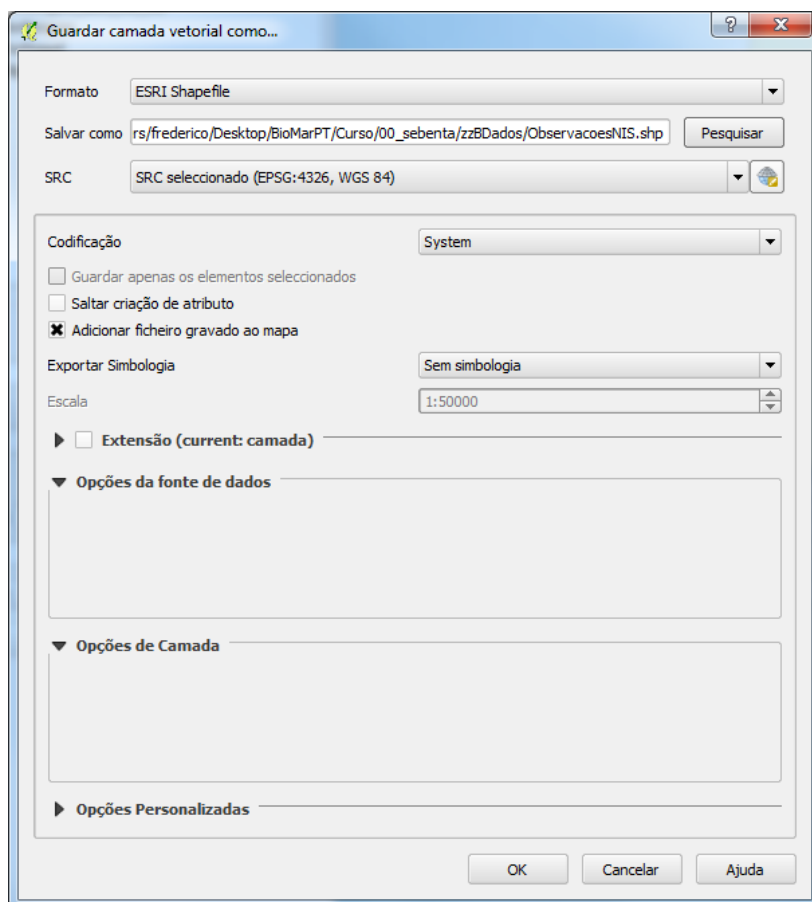 Guardar camada vetorial como...
Formato ESRI Shapefile
Salvar como rs/frederico/Desktop/BioMarPT/Curso/00_sebenta/zzBDados/ObservacoesNIS.shp Pesquisar
SRC SRC seleccionado (EPSG:4326, WGS 84)
Codificação System
Guardar apenas os elementos seleccionados
Saltar criação de atributo
Adicionar ficheiro gravado ao mapa
Exportar Simbologia Sem simbologia
Escala 1:50000
Extensão (current: camada)
Opções da fonte de dados
Opções de Camada
Opções Personalizadas
OK Cancelar Ajuda